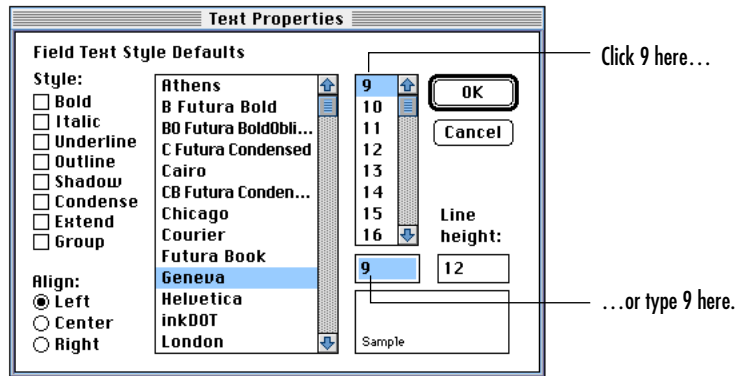 Text Properties
Field Text Style Defaults
Style:
Bold
Italic
Underline
Outline
Shadow
Condense
Extend
Group
Align:
Left
Center
Right
Athens
B Futura Bold
BO Futura BoldObli...
C Futura Condensed
Cairo
CB Futura Conden...
Chicago
Courier
Futura Book
Geneva
Helvetica
inkDOT
London
9
10
11
12
13
14
15
16
9
OK
Cancel
Line
height:
12
Sample
Click 9 here…
…or type 9 here.